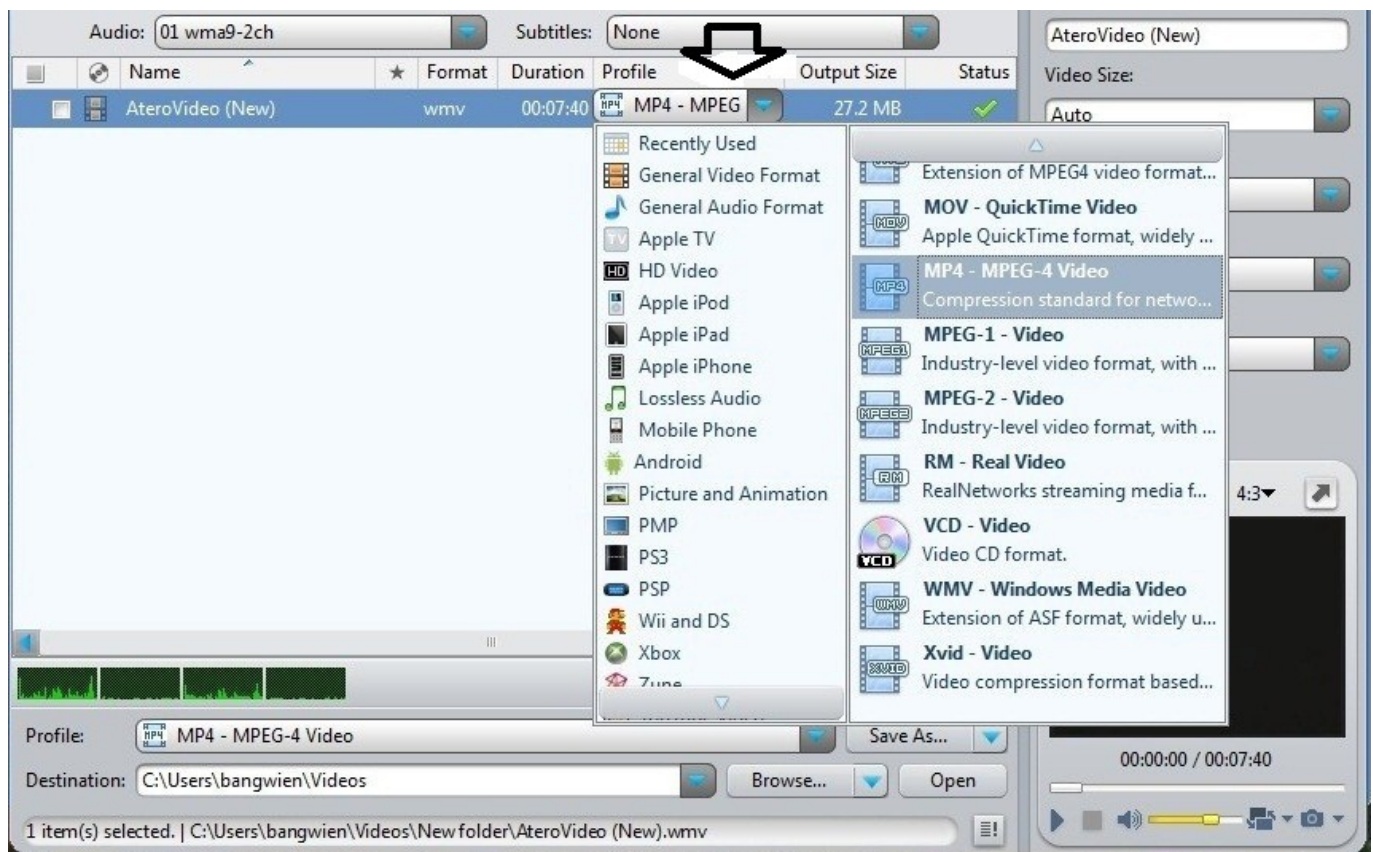 Audio: 01 wma9-2ch Subtitles: None
AteroVideo (New)
Name Format Duration Profile Output Size Status
Video Size:
AteroVideo (New) wmv 00:07:40 MP4 - MPEG 27.2 MB
Auto
Recently Used
General Video Format
General Audio Format
Apple TV
HD Video
Apple iPod
Apple iPad
Apple iPhone
Lossless Audio
Mobile Phone
Android
Picture and Animation
PMP
PS3
PSP
Wii and DS
Xbox
Zune
Extension of MPEG4 video format...
MOV - QuickTime Video
Apple QuickTime format, widely ...
MP4 - MPEG-4 Video
Compression standard for netwo...
MPEG-1 - Video
Industry-level video format, with ...
MPEG-2 - Video
Industry-level video format, with ...
RM - Real Video
RealNetworks streaming media f...
VCD - Video
Video CD format.
WMV - Windows Media Video
Extension of ASF format, widely u...
Xvid - Video
Video compression format based...
4:3
Profile: MP4 - MPEG-4 Video Save As...
00:00:00 / 00:07:40
Destination: C:\Users\bangwien\Videos Browse... Open
1 item(s) selected. | C:\Users\bangwien\Videos\New folder\AteroVideo (New).wmv